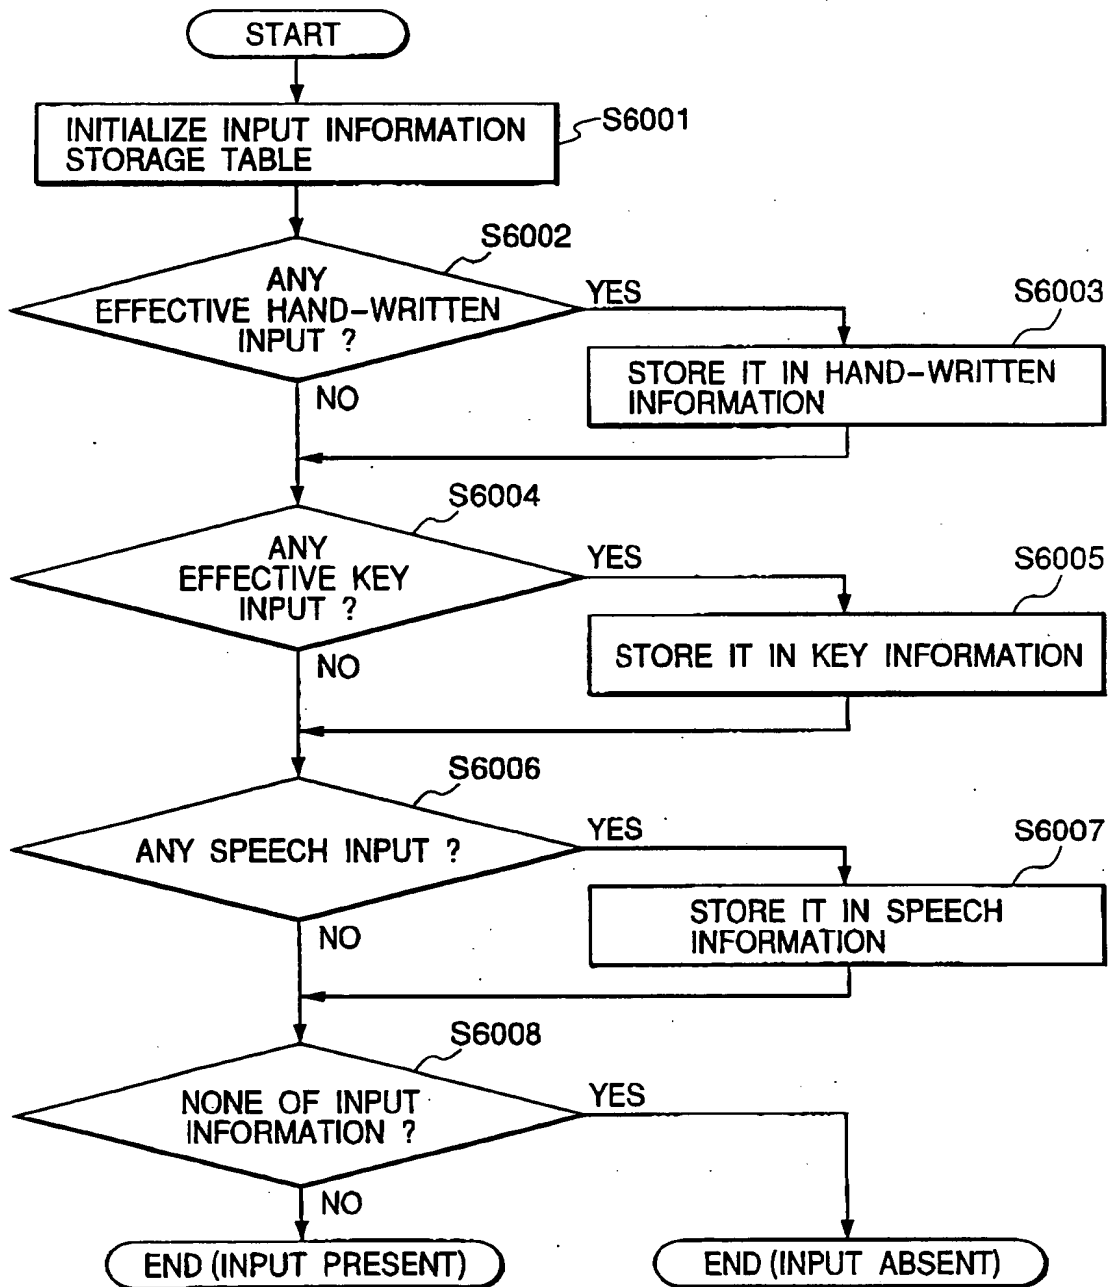 START
INITIALIZE INPUT INFORMATION
STORAGE TABLE
S6001
S6002
ANY
EFFECTIVE HAND-WRITTEN
INPUT ?
YES
NO
S6003
STORE IT IN HAND-WRITTEN
INFORMATION
S6004
ANY
EFFECTIVE KEY
INPUT ?
YES
NO
S6005
STORE IT IN KEY INFORMATION
S6006
ANY SPEECH INPUT ?
YES
NO
S6007
STORE IT IN SPEECH
INFORMATION
S6008
NONE OF INPUT
INFORMATION ?
YES
NO
END (INPUT PRESENT)
END (INPUT ABSENT)